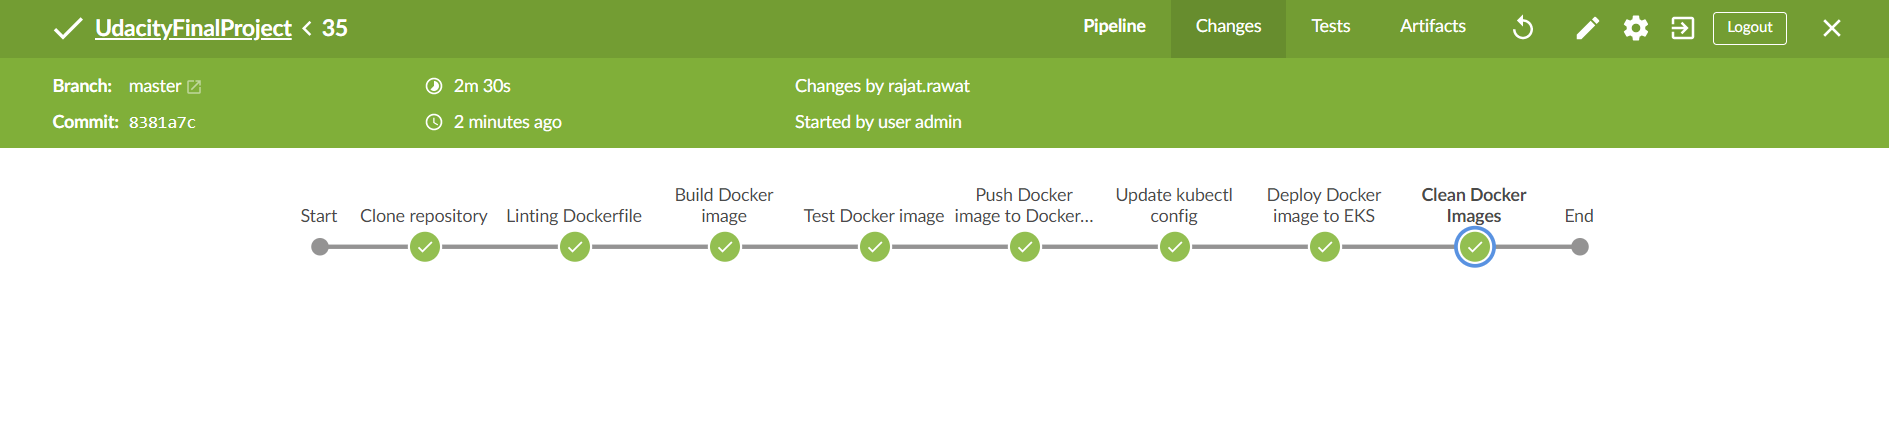 UdacityFinalProject < 35
Pipeline Changes Tests Artifacts Logout
Branch: master 2m 30s Changes by rajat.rawat
Commit: 8381a7c 2 minutes ago Started by user admin
Start
Clone repository
Linting Dockerfile
Build Docker
image
Test Docker image
Push Docker
image to Docker...
Update kubectl
config
Deploy Docker
image to EKS
Clean Docker
Images
End